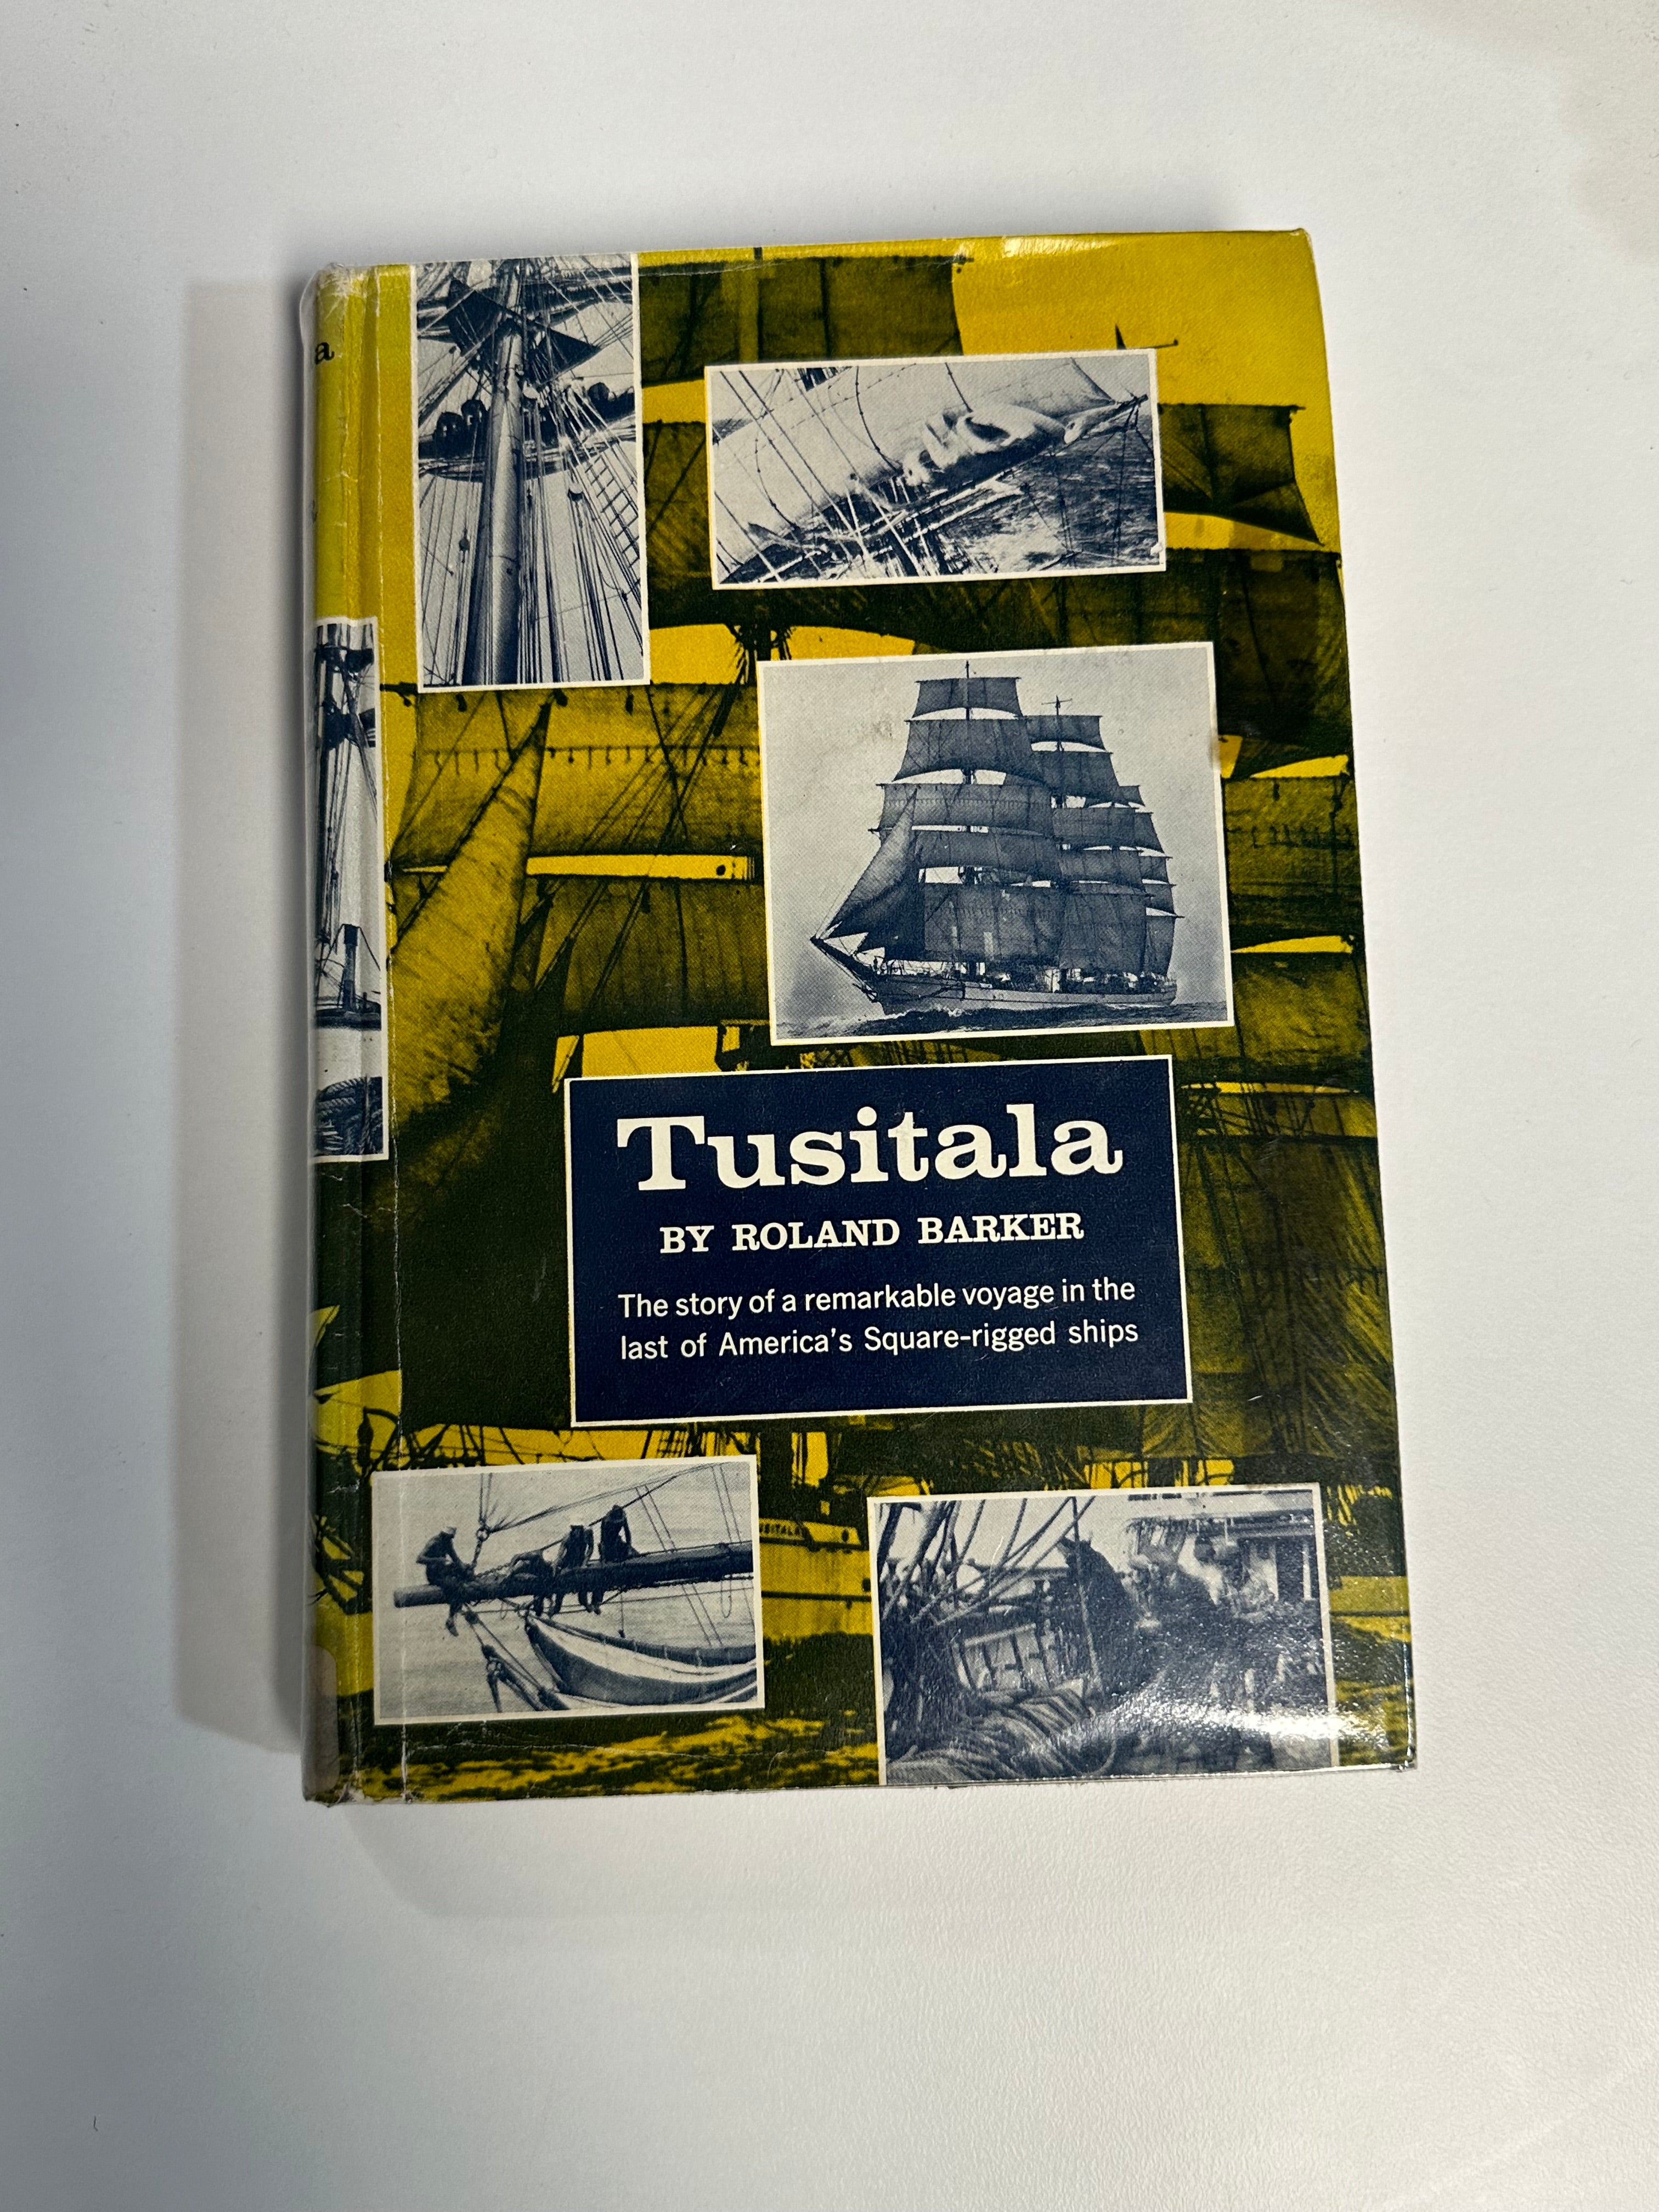 a
Tusitala
BY ROLAND BARKER
The story of a remarkable voyage in the
last of America's Square-rigged ships